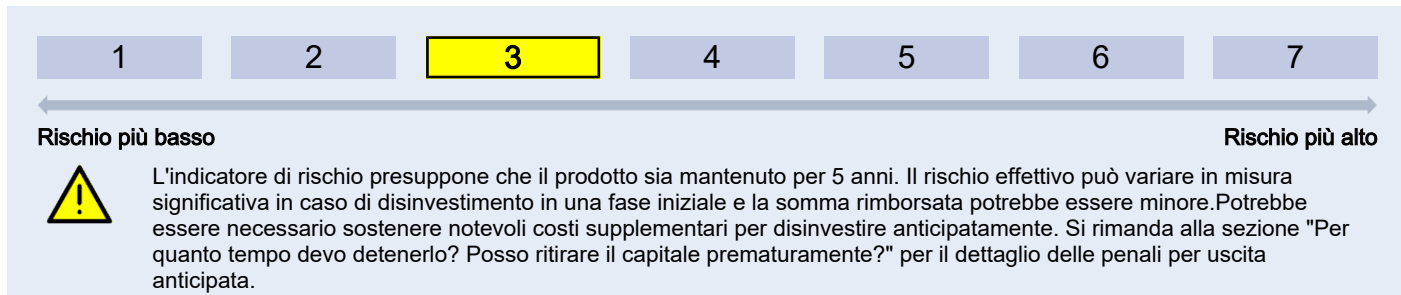 1 2 3 4 5 6 7
Rischio più basso Rischio più alto
L'indicatore di rischio presuppone che il prodotto sia mantenuto per 5 anni. Il rischio effettivo può variare in misura
significativa in caso di disinvestimento in una fase iniziale e la somma rimborsata potrebbe essere minore.Potrebbe
essere necessario sostenere notevoli costi supplementari per disinvestire anticipatamente. Si rimanda alla sezione "Per
quanto tempo devo detenerlo? Posso ritirare il capitale prematuramente?" per il dettaglio delle penali per uscita
anticipata.